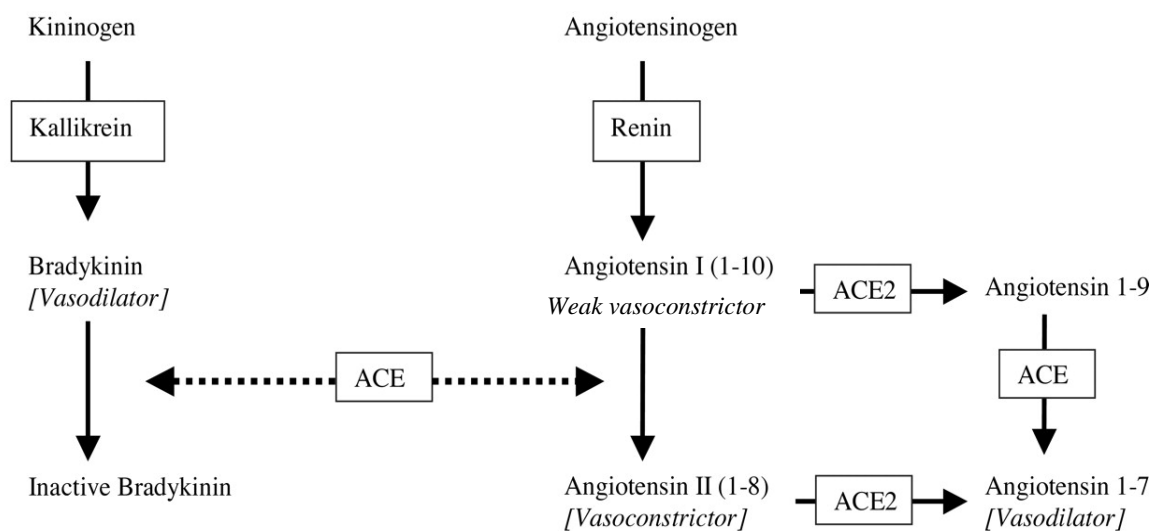 Kininogen
Angiotensinogen
Kallikrein
Renin
Bradykinin
[Vasodilator]
Angiotensin I (1-10)
Weak vasoconstrictor
ACE2
Angiotensin 1-9
ACE
ACE
Inactive Bradykinin
Angiotensin II (1-8)
[Vasoconstrictor]
ACE2
Angiotensin 1-7
[Vasodilator]